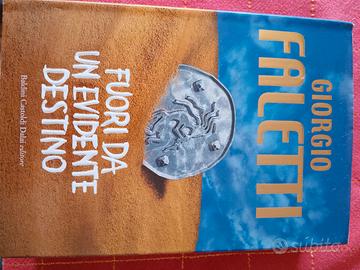 GIORGIO
FALETTI
FUORI DA
UN EVIDENTE
DESTINO
Baldini Castoldi Dalai editore
subito